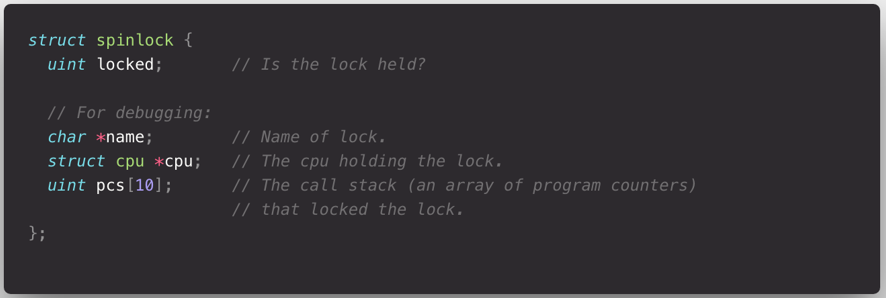 struct spinlock {
  uint locked;       // Is the lock held?

  // For debugging:
  char *name;        // Name of lock.
  struct cpu *cpu;   // The cpu holding the lock.
  uint pcs[10];      // The call stack (an array of program counters)
                     // that locked the lock.
};